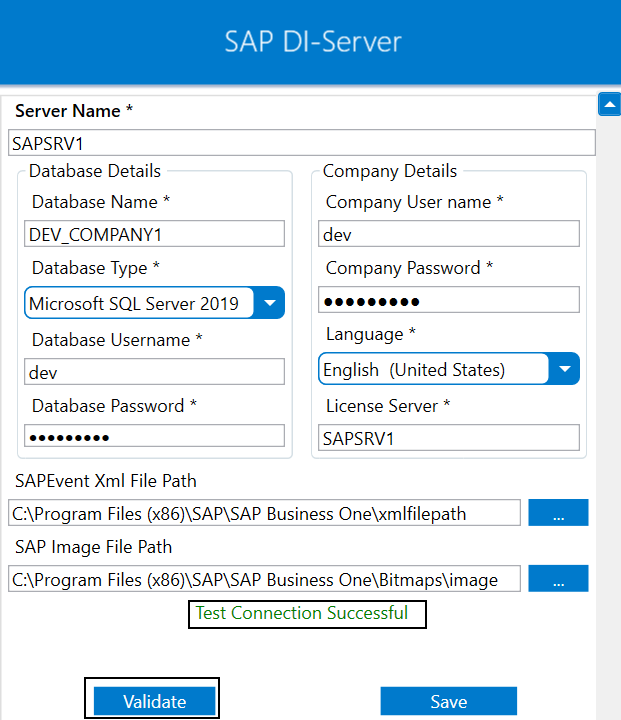 SAP DI-Server
Server Name *
SAPSRV1
Database Details
Database Name *
DEV_COMPANY1
Database Type *
Microsoft SQL Server 2019
Database Username *
dev
Database Password *
●●●●●●●●●
Company Details
Company User name *
dev
Company Password *
●●●●●●●●●
Language *
English  (United States)
License Server *
SAPSRV1
SAPEvent Xml File Path
C:\Program Files (x86)\SAP\SAP Business One\xmlfilepath
...
SAP Image File Path
C:\Program Files (x86)\SAP\SAP Business One\Bitmaps\image
...
Test Connection Successful
Validate
Save